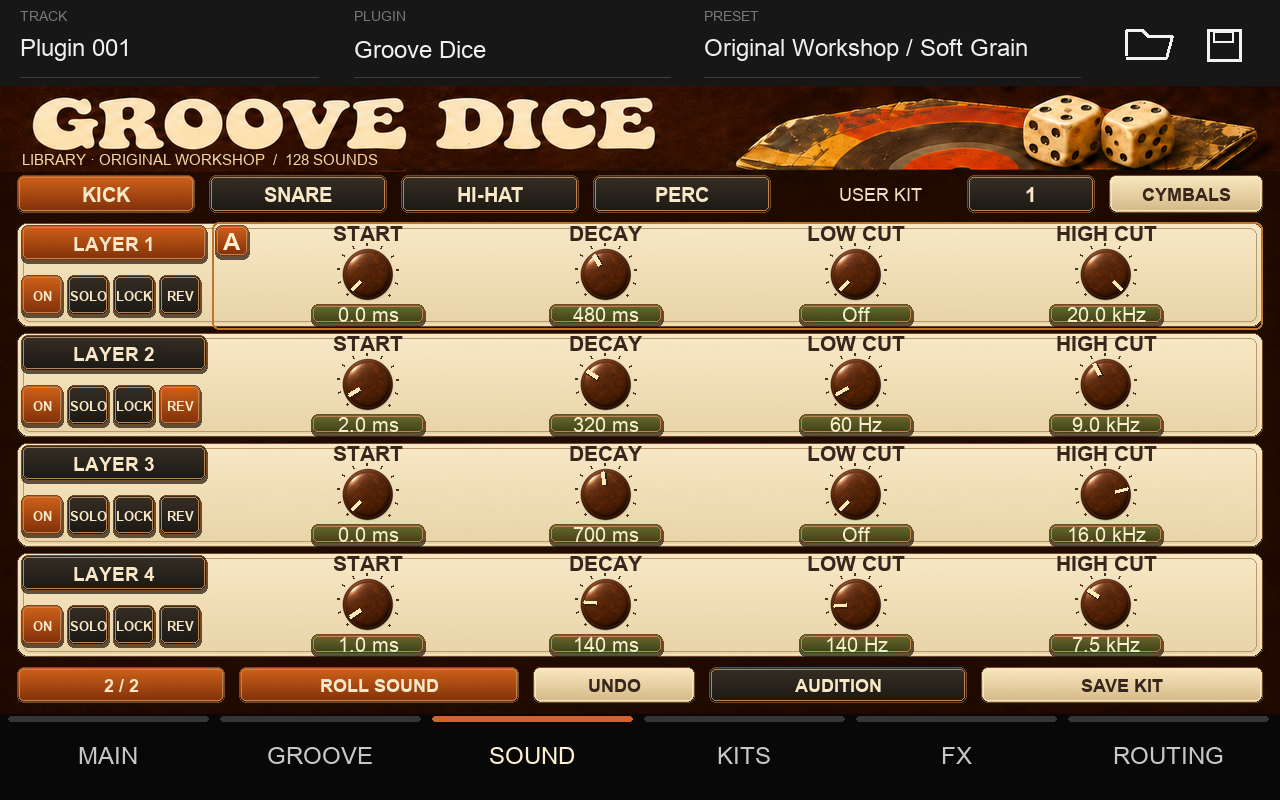 TRACK PLUGIN PRESET
Plugin 001 Groove Dice Original Workshop / Soft Grain
GROOVE DICE
LIBRARY · ORIGINAL WORKSHOP / 128 SOUNDS
KICK SNARE HI-HAT PERC USER KIT 1 CYMBALS
LAYER 1 A START DECAY LOW CUT HIGH CUT
ON SOLO LOCK REV
0.0 ms 480 ms Off 20.0 kHz
LAYER 2 START DECAY LOW CUT HIGH CUT
ON SOLO LOCK REV
2.0 ms 320 ms 60 Hz 9.0 kHz
LAYER 3 START DECAY LOW CUT HIGH CUT
ON SOLO LOCK REV
0.0 ms 700 ms Off 16.0 kHz
LAYER 4 START DECAY LOW CUT HIGH CUT
ON SOLO LOCK REV
1.0 ms 140 ms 140 Hz 7.5 kHz
2 / 2 ROLL SOUND UNDO AUDITION SAVE KIT
MAIN GROOVE SOUND KITS FX ROUTING